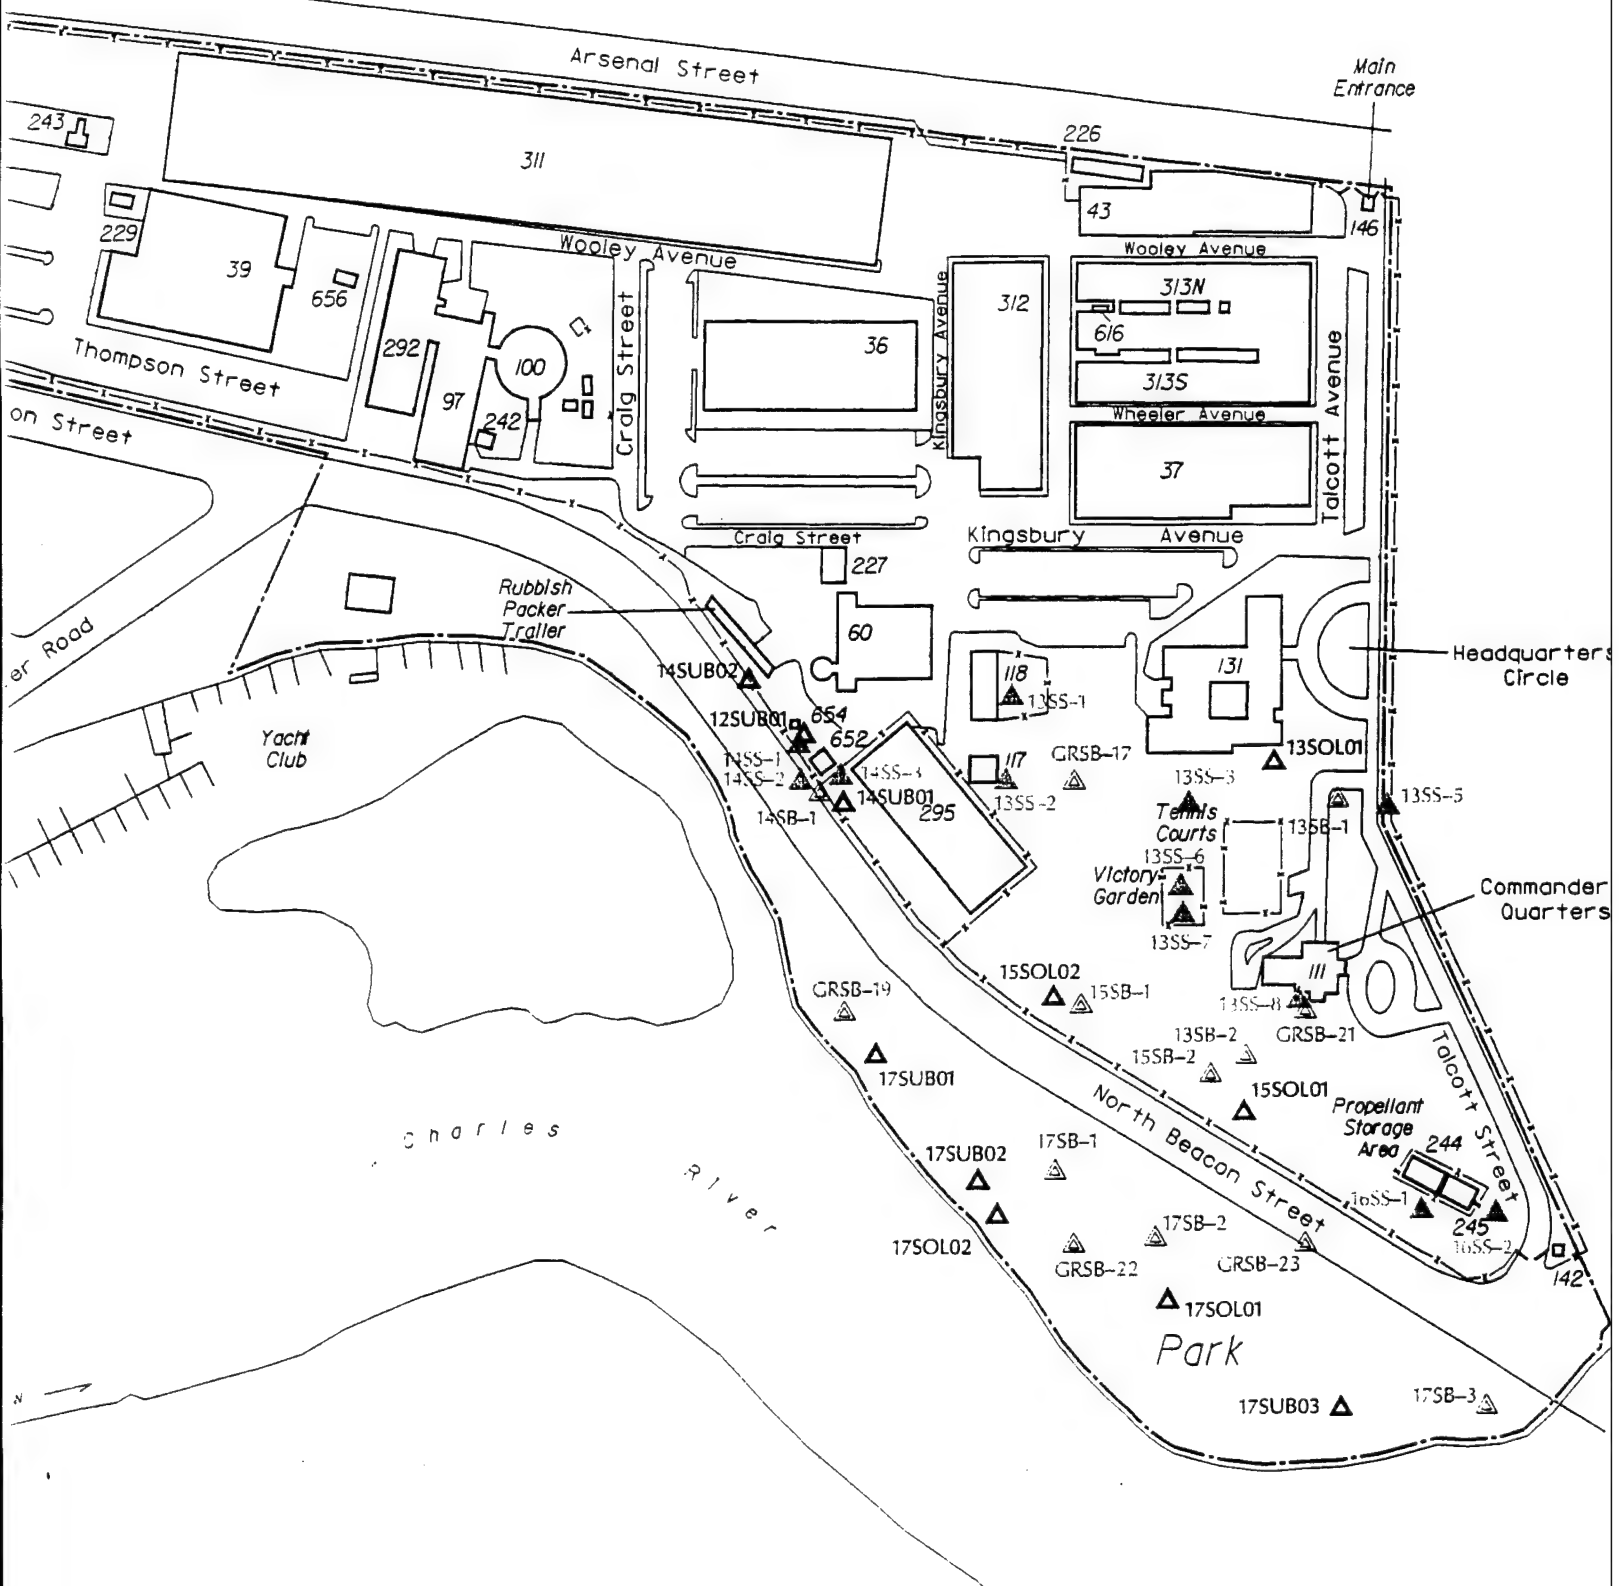 Arsenal Street
Main
Entrance
243
311
226
43
146
229
39
656
Wooley Avenue
Wooley Avenue
292
100
97
242
Craig Street
36
Kingsbury Avenue
312
313N
616
313S
Wheeler Avenue
37
Talcott Avenue
Thompson Street
on Street
Craig Street
Kingsbury Avenue
227
Rubbish
Packer
Trailer
60
er Road
118
13SS-1
131
Headquarters
Circle
14SUB02
12SUB01
654
652
14SS-1
14SS-2
14SS-3
14SUB01
14SB-1
295
117
13SS-2
GRSB-17
13SS-3
13SOL01
13SB-1
13SS-5
Yacht
Club
Tennis
Courts
13SS-6
Victory
Garden
13SS-7
Commander
Quarters
111
15SOL02
15SB-1
13SS-8
GRSB-21
GRSB-19
13SB-2
15SB-2
17SUB01
15SOL01
Talcott Street
Propellant
Storage
Area
244
North Beacon Street
Charles
River
17SUB02
17SB-1
16SS-1
245
16SS-2
17SOL02
17SB-2
GRSB-22
GRSB-23
142
17SOL01
Park
17SUB03
17SB-3
N